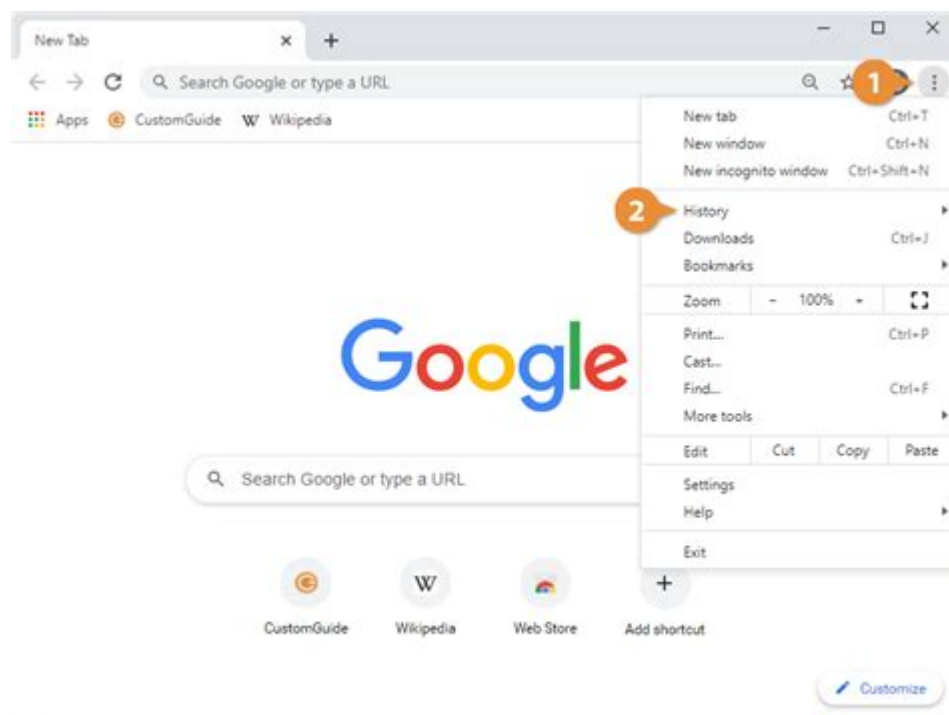 New Tab
Search Google or type a URL
1
Apps CustomGuide W Wikipedia
New tab Ctrl+T
New window Ctrl+N
New incognito window Ctrl+Shift+N
2 History
Downloads Ctrl+J
Bookmarks
Zoom - 100% +
Print... Ctrl+P
Cast...
Find... Ctrl+F
More tools
Edit Cut Copy Paste
Settings
Help
Exit
Google
Search Google or type a URL
W
CustomGuide Wikipedia Web Store Add shortcut
Customize